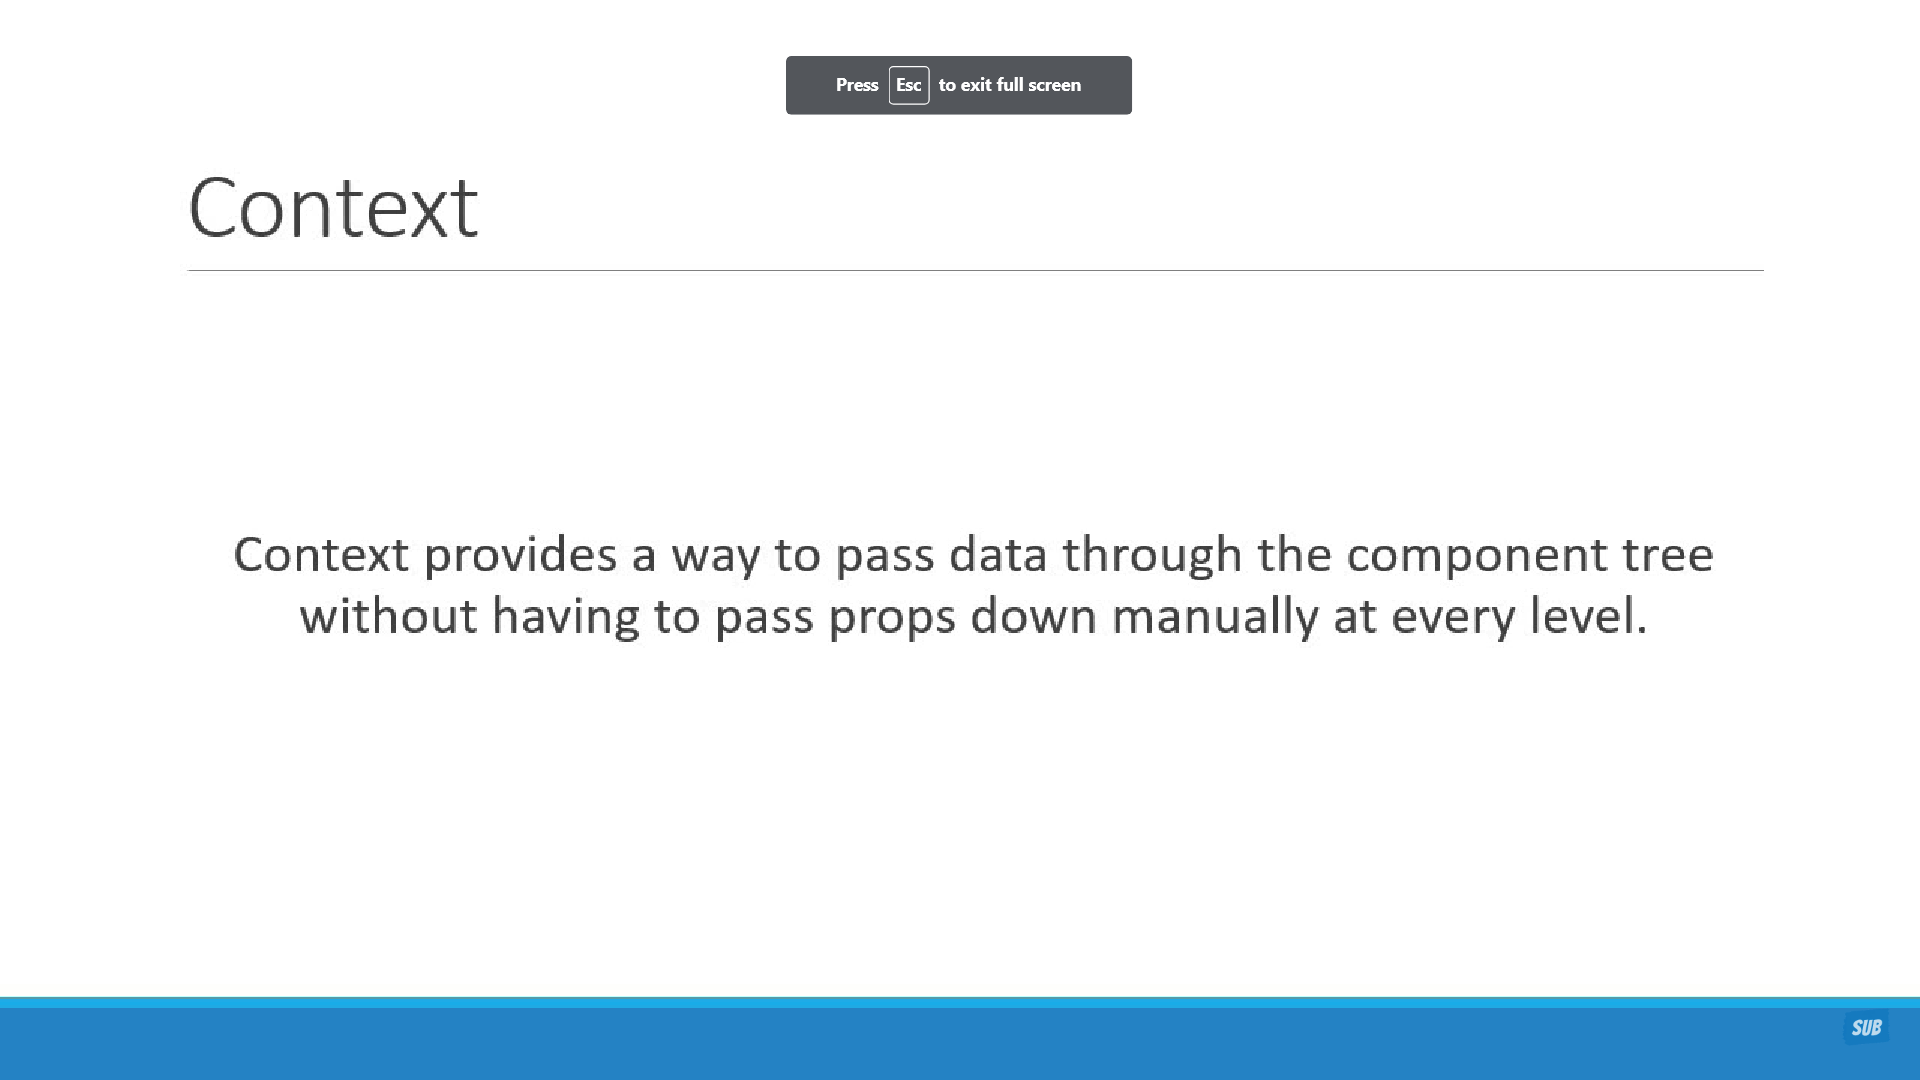 Press Esc to exit full screen
Context
Context provides a way to pass data through the component tree
without having to pass props down manually at every level.
SUB